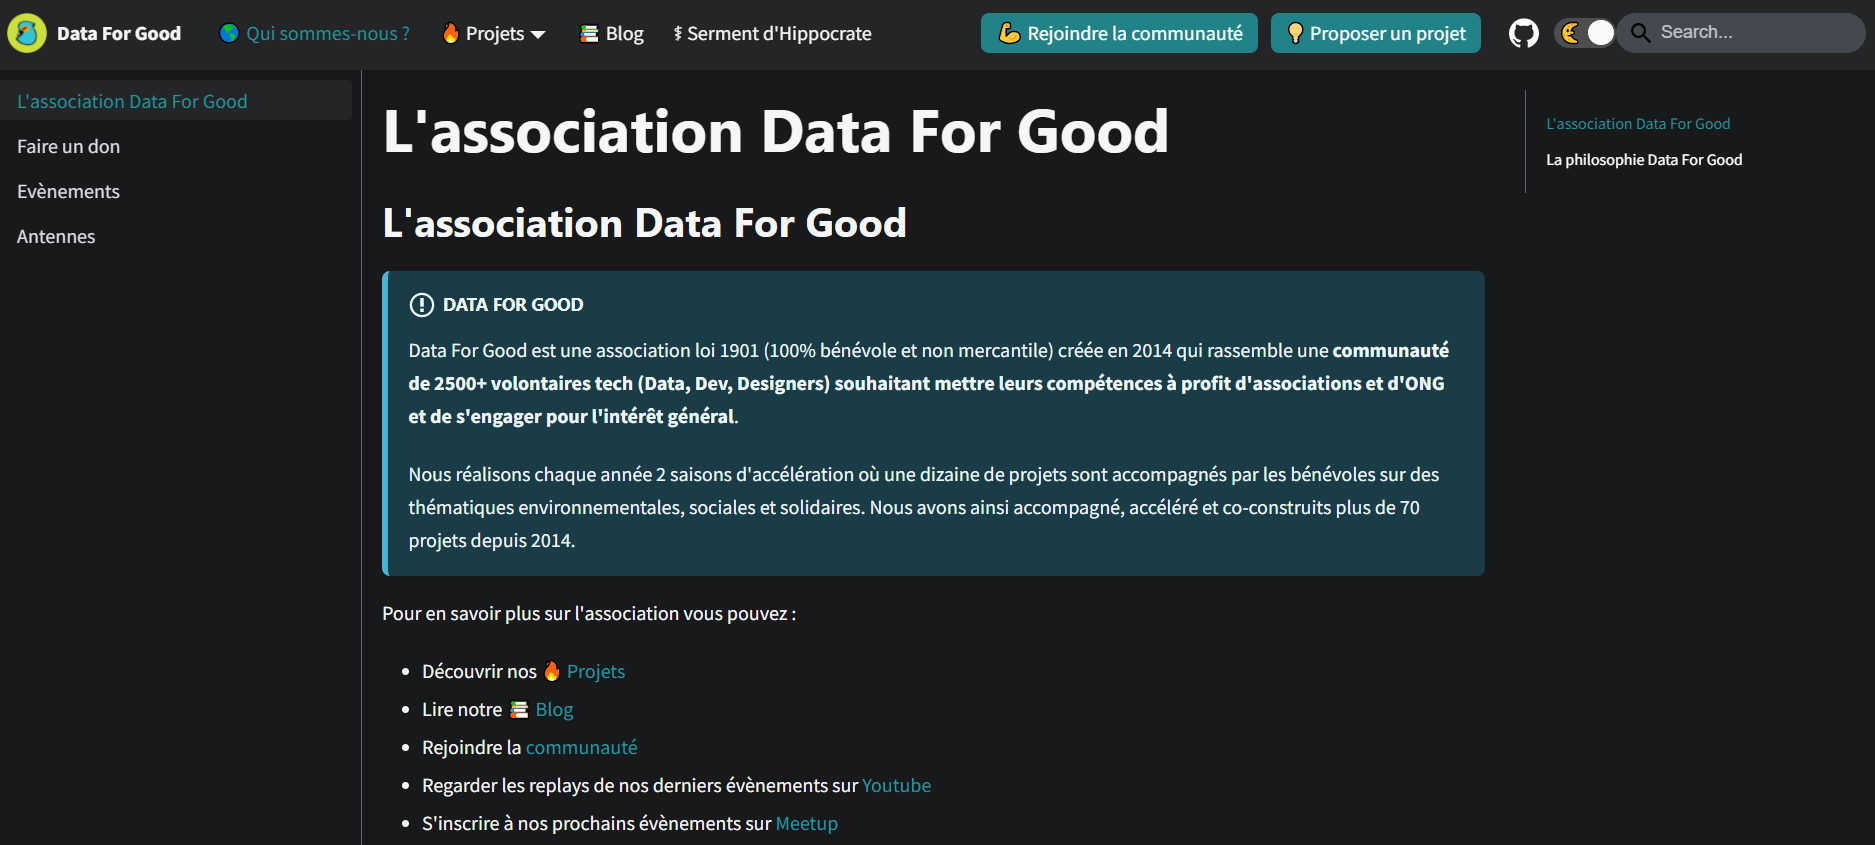 Data For Good
Qui sommes-nous ?
Projets
Blog
⚕ Serment d'Hippocrate
Rejoindre la communauté
Proposer un projet
Search...
L'association Data For Good
Faire un don
Evènements
Antennes
L'association Data For Good
L'association Data For Good
DATA FOR GOOD
Data For Good est une association loi 1901 (100% bénévole et non mercantile) créée en 2014 qui rassemble une communauté
de 2500+ volontaires tech (Data, Dev, Designers) souhaitant mettre leurs compétences à profit d'associations et d'ONG
et de s'engager pour l'intérêt général.
Nous réalisons chaque année 2 saisons d'accélération où une dizaine de projets sont accompagnés par les bénévoles sur des
thématiques environnementales, sociales et solidaires. Nous avons ainsi accompagné, accéléré et co-construits plus de 70
projets depuis 2014.
Pour en savoir plus sur l'association vous pouvez :
Découvrir nos 🔥 Projets
Lire notre 📚 Blog
Rejoindre la communauté
Regarder les replays de nos derniers évènements sur Youtube
S'inscrire à nos prochains évènements sur Meetup
L'association Data For Good
La philosophie Data For Good